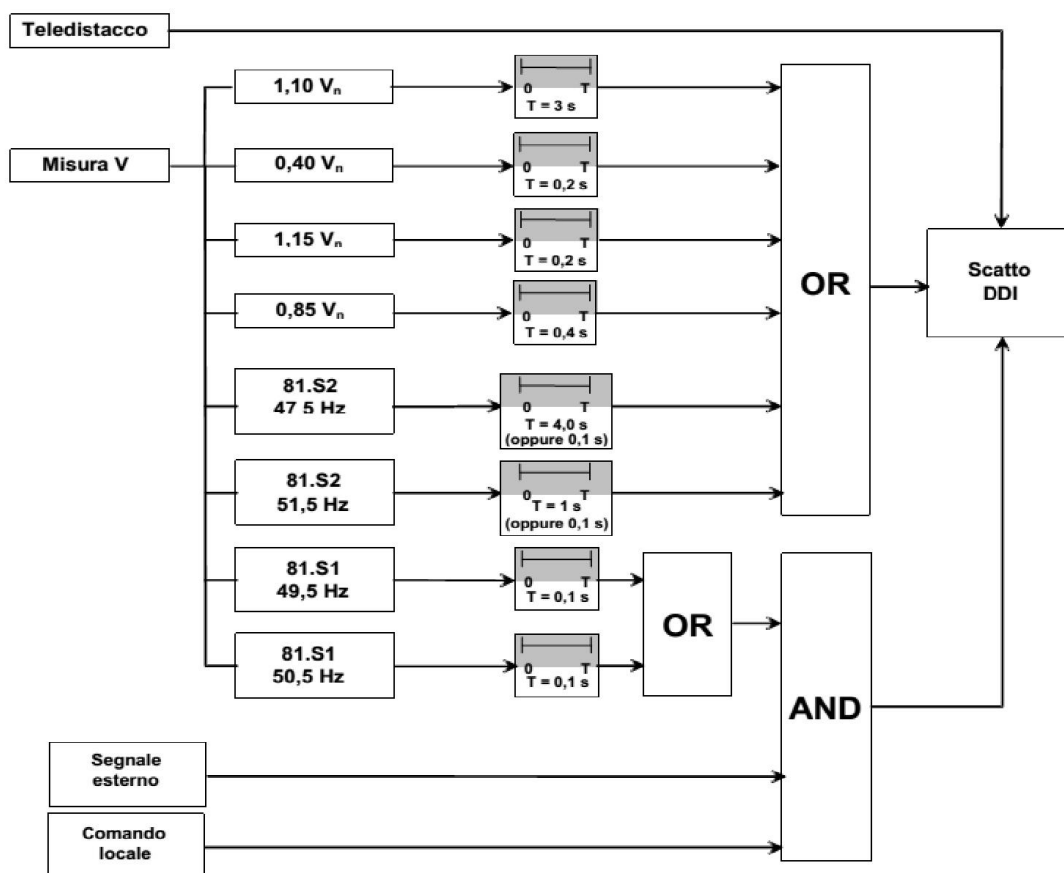 Teledistacco
1,10 Vn
0 T
T = 3 s
Misura V
0,40 Vn
0 T
T = 0,2 s
1,15 Vn
0 T
T = 0,2 s
0,85 Vn
0 T
T = 0,4 s
OR
Scatto
DDI
81.S2
47 5 Hz
0 T
T = 4,0 s
(oppure 0,1 s)
81.S2
51,5 Hz
0 T
T = 1 s
(oppure 0,1 s)
81.S1
49,5 Hz
0 T
T = 0,1 s
OR
81.S1
50,5 Hz
0 T
T = 0,1 s
AND
Segnale
esterno
Comando
locale